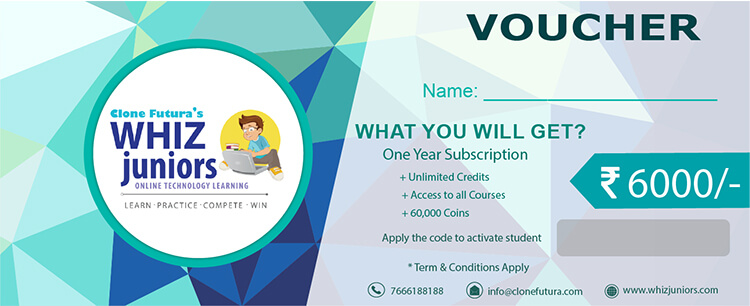 VOUCHER
Name:
Clone Futura's
WHIZ
juniors
ONLINE TECHNOLOGY LEARNING
LEARN · PRACTICE · COMPETE · WIN
WHAT YOU WILL GET?
One Year Subscription
+ Unlimited Credits
+ Access to all Courses
+ 60,000 Coins
₹ 6000/-
Apply the code to activate student
* Term & Conditions Apply
7666188188 info@clonefutura.com www.whizjuniors.com